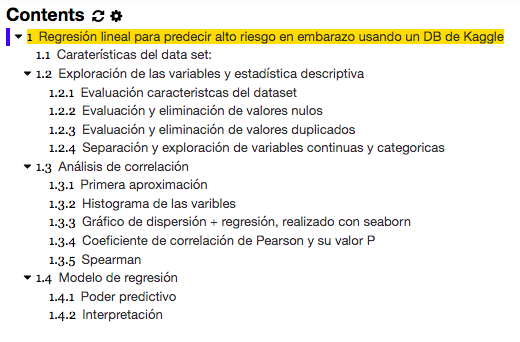 Contents
1 Regresión lineal para predecir alto riesgo en embarazo usando un DB de Kaggle
1.1 Caraterísticas del data set:
1.2 Exploración de las variables y estadística descriptiva
1.2.1 Evaluación caracteristcas del dataset
1.2.2 Evaluación y eliminación de valores nulos
1.2.3 Evaluación y eliminación de valores duplicados
1.2.4 Separación y exploración de variables continuas y categoricas
1.3 Análisis de correlación
1.3.1 Primera aproximación
1.3.2 Histograma de las varibles
1.3.3 Gráfico de dispersión + regresión, realizado con seaborn
1.3.4 Coeficiente de correlación de Pearson y su valor P
1.3.5 Spearman
1.4 Modelo de regresión
1.4.1 Poder predictivo
1.4.2 Interpretación